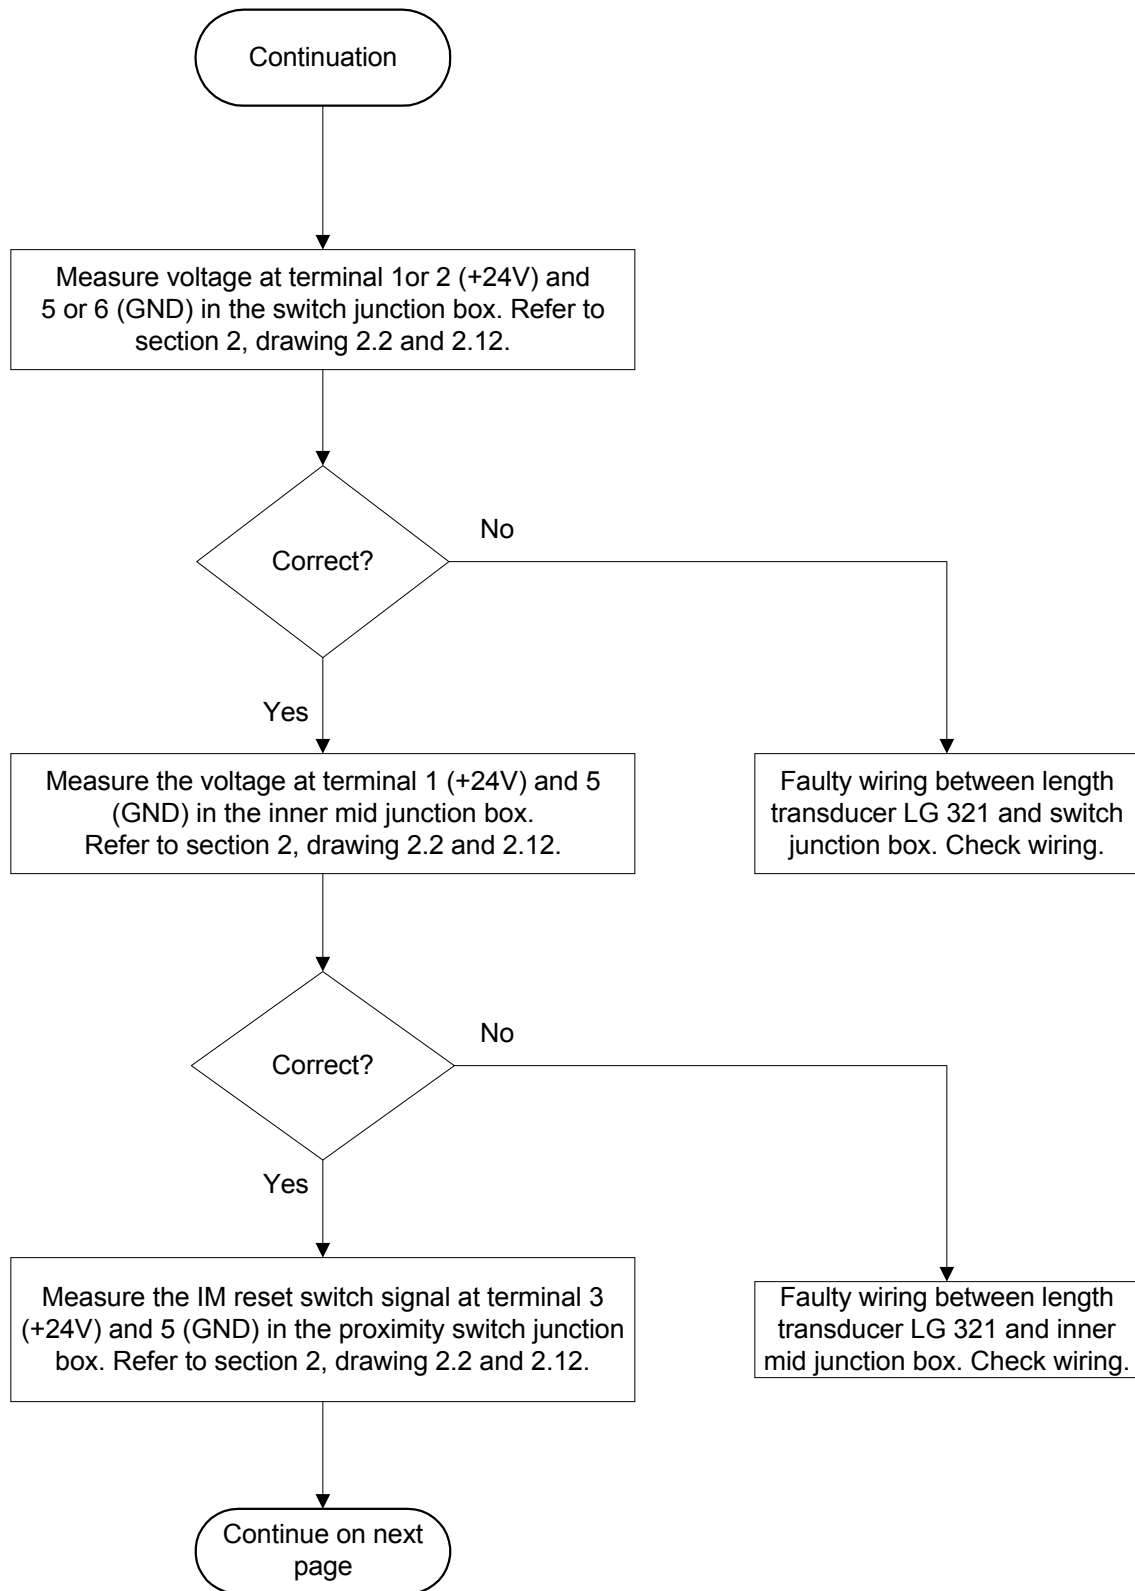 Continuation
Measure voltage at terminal 1or 2 (+24V) and
5 or 6 (GND) in the switch junction box. Refer to
section 2, drawing 2.2 and 2.12.
Correct?
No
Yes
Measure the voltage at terminal 1 (+24V) and 5
(GND) in the inner mid junction box.
Refer to section 2, drawing 2.2 and 2.12.
Faulty wiring between length
transducer LG 321 and switch
junction box. Check wiring.
Correct?
No
Yes
Measure the IM reset switch signal at terminal 3
(+24V) and 5 (GND) in the proximity switch junction
box. Refer to section 2, drawing 2.2 and 2.12.
Faulty wiring between length
transducer LG 321 and inner
mid junction box. Check wiring.
Continue on next
page